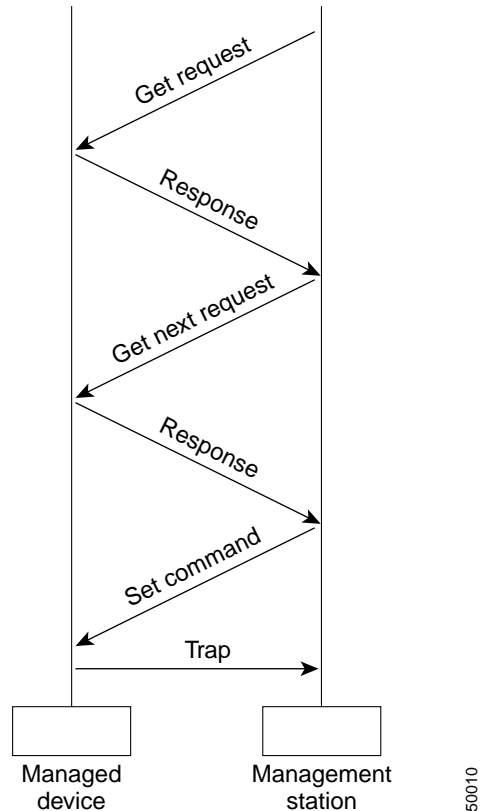 Get request
Response
Get next request
Response
Set command
Trap
Managed
device
Management
station
50010